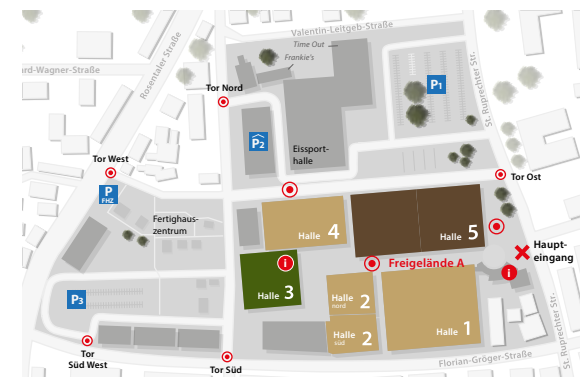 Valentin-Leitgeb-Straße
Time Out
Frankie's
Rosentaler Straße
ard-Wagner-Straße
St. Ruprechter Str.
P1
Tor Nord
P2
Eissport-
halle
Tor West
P
FHZ
Tor Ost
Fertighaus-
zentrum
Halle 4
Halle 5
Haupt-
eingang
i
Freigelände A
i
Halle 3
P3
Halle 2
nord
Halle 2
süd
Halle 1
Tor
Süd West
Tor Süd
Florian-Gröger-Straße
St. Ruprechter Str.